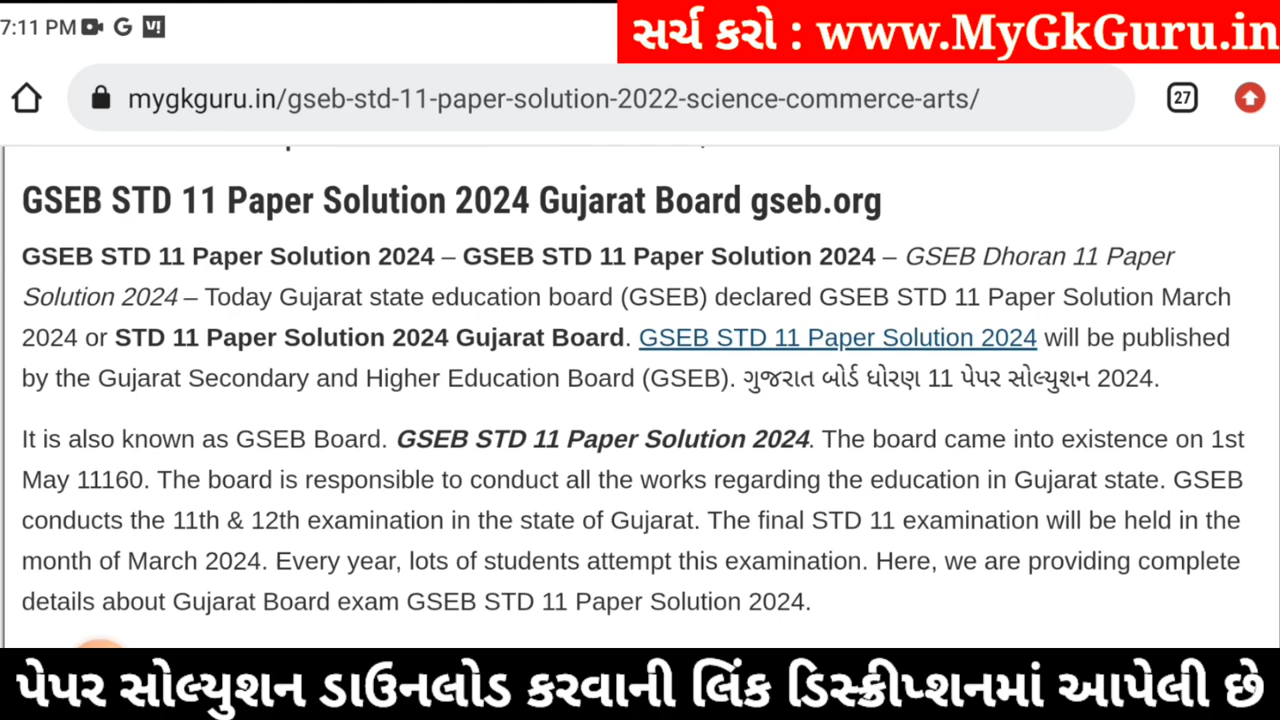 7:11 PM
સર્ચ કરો : www.MyGkGuru.in
mygkguru.in/gseb-std-11-paper-solution-2022-science-commerce-arts/
27
GSEB STD 11 Paper Solution 2024 Gujarat Board gseb.org
GSEB STD 11 Paper Solution 2024 – GSEB STD 11 Paper Solution 2024 – GSEB Dhoran 11 Paper
Solution 2024 – Today Gujarat state education board (GSEB) declared GSEB STD 11 Paper Solution March
2024 or STD 11 Paper Solution 2024 Gujarat Board. GSEB STD 11 Paper Solution 2024 will be published
by the Gujarat Secondary and Higher Education Board (GSEB). ગુજરાત બોર્ડ ધોરણ 11 પેપર સોલ્યુશન 2024.
It is also known as GSEB Board. GSEB STD 11 Paper Solution 2024. The board came into existence on 1st
May 11160. The board is responsible to conduct all the works regarding the education in Gujarat state. GSEB
conducts the 11th & 12th examination in the state of Gujarat. The final STD 11 examination will be held in the
month of March 2024. Every year, lots of students attempt this examination. Here, we are providing complete
details about Gujarat Board exam GSEB STD 11 Paper Solution 2024.
પેપર સોલ્યુશન ડાઉનલોડ કરવાની લિંક ડિસ્ક્રીપ્શનમાં આપેલી છે